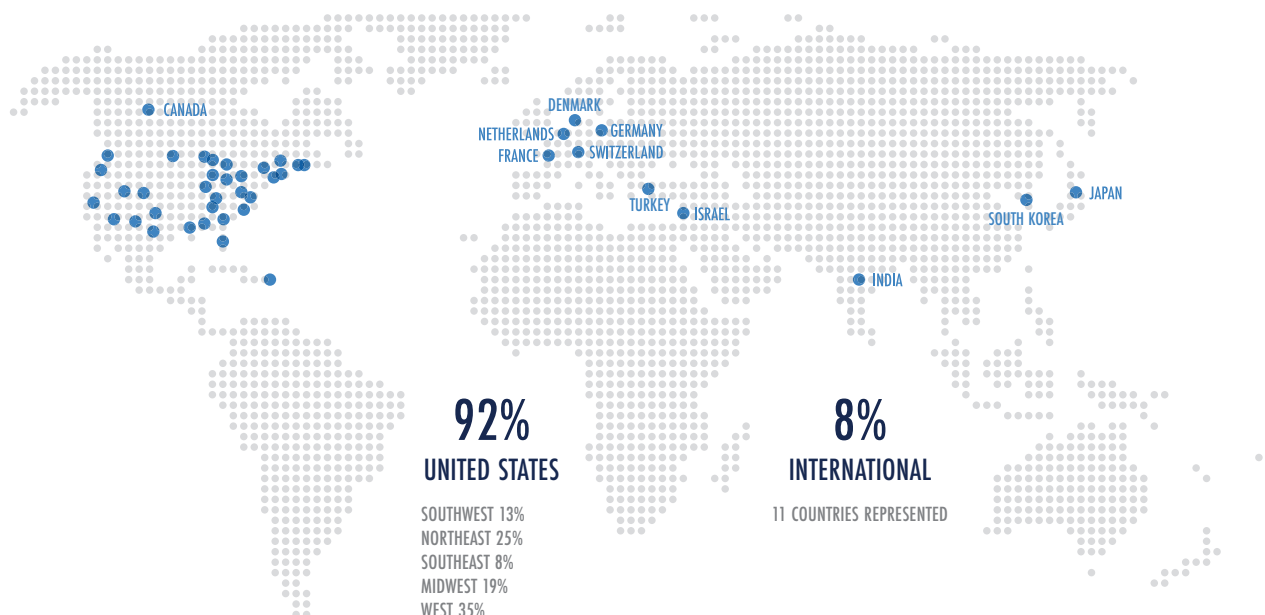 DENMARK
CANADA
NETHERLANDS
GERMANY
FRANCE
SWITZERLAND
TURKEY
ISRAEL
JAPAN
SOUTH KOREA
INDIA
92%
UNITED STATES
SOUTHWEST 13%
NORTHEAST 25%
SOUTHEAST 8%
MIDWEST 19%
WEST 35%
8%
INTERNATIONAL
11 COUNTRIES REPRESENTED